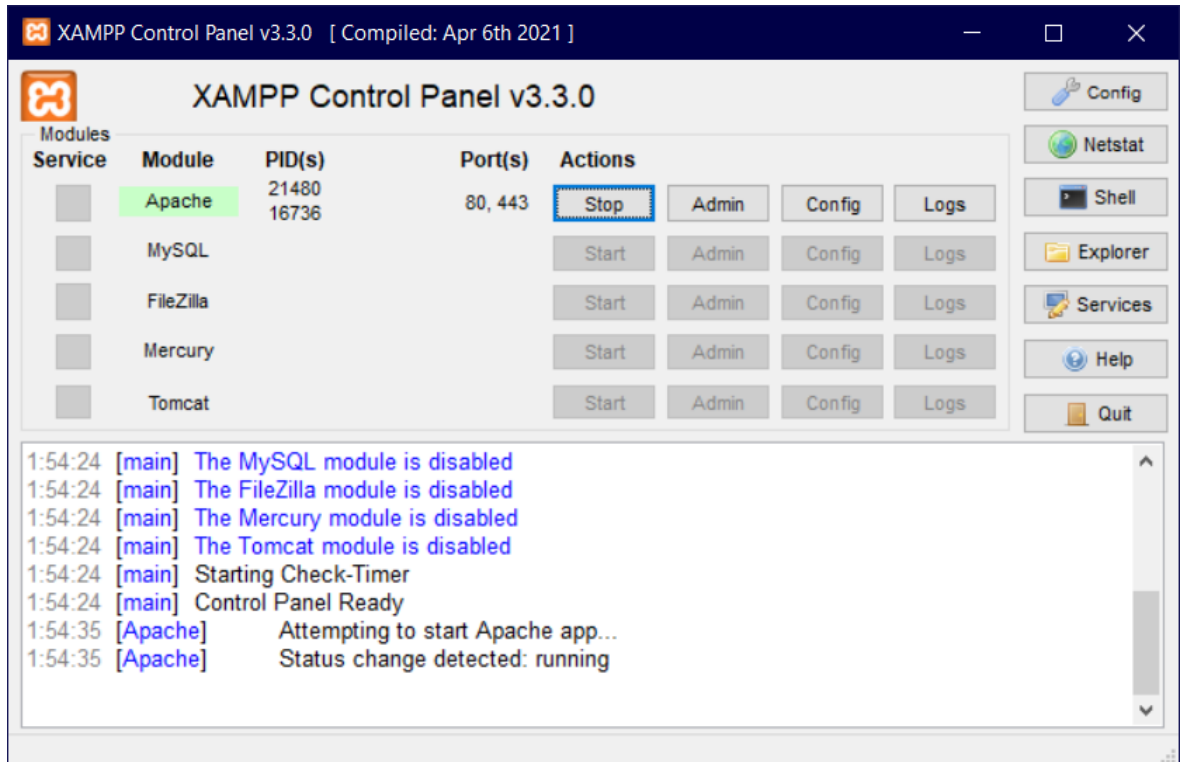 XAMPP Control Panel v3.3.0 [ Compiled: Apr 6th 2021 ]
XAMPP Control Panel v3.3.0
Config
Modules
Netstat
Service Module PID(s) Port(s) Actions
21480
Apache 80, 443 Stop Admin Config Logs
16736
Shell
MySQL Start Admin Config Logs
Explorer
FileZilla Start Admin Config Logs
Services
Mercury Start Admin Config Logs
Help
Tomcat Start Admin Config Logs
Quit
1:54:24 [main] The MySQL module is disabled
1:54:24 [main] The FileZilla module is disabled
1:54:24 [main] The Mercury module is disabled
1:54:24 [main] The Tomcat module is disabled
1:54:24 [main] Starting Check-Timer
1:54:24 [main] Control Panel Ready
1:54:35 [Apache] Attempting to start Apache app...
1:54:35 [Apache] Status change detected: running